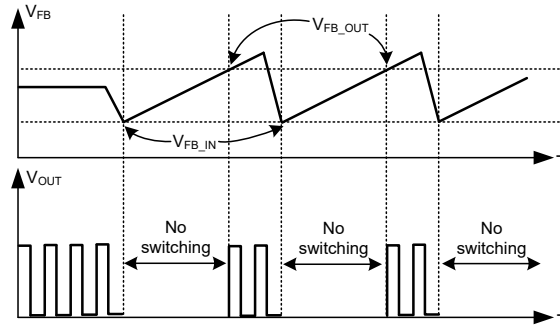 VFB
VFB_OUT
VFB_IN
VOUT
No
switching
No
switching
No
switching